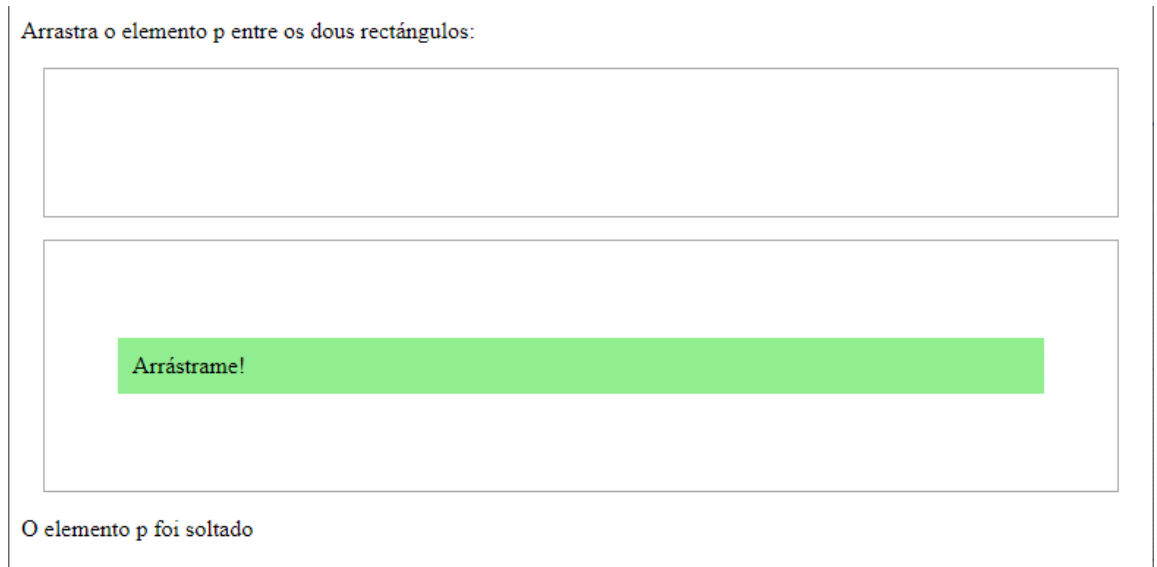 Arrastra o elemento p entre os dous rectángulos:
Arrástrame!
O elemento p foi soltado